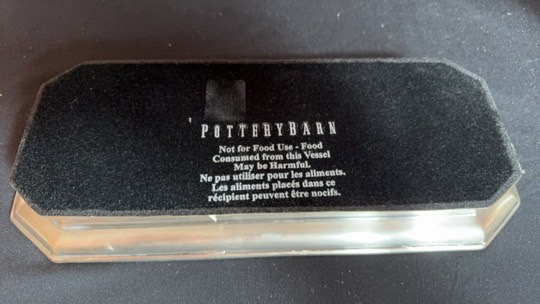 POTTERYBARN
Not for Food Use - Food
Consumed from this Vessel
May be Harmful.
Ne pas utiliser pour les aliments.
Les aliments placés dans ce
récipient peuvent être nocifs.